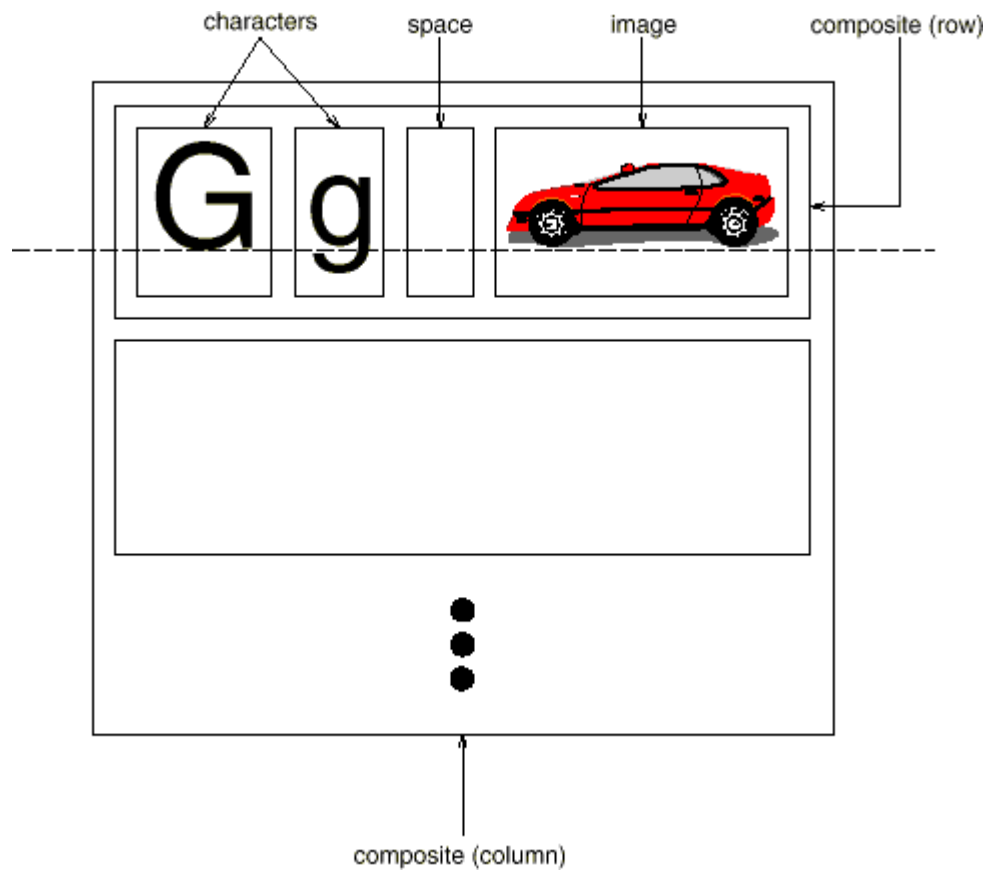 characters space image composite (row)
G g
composite (column)